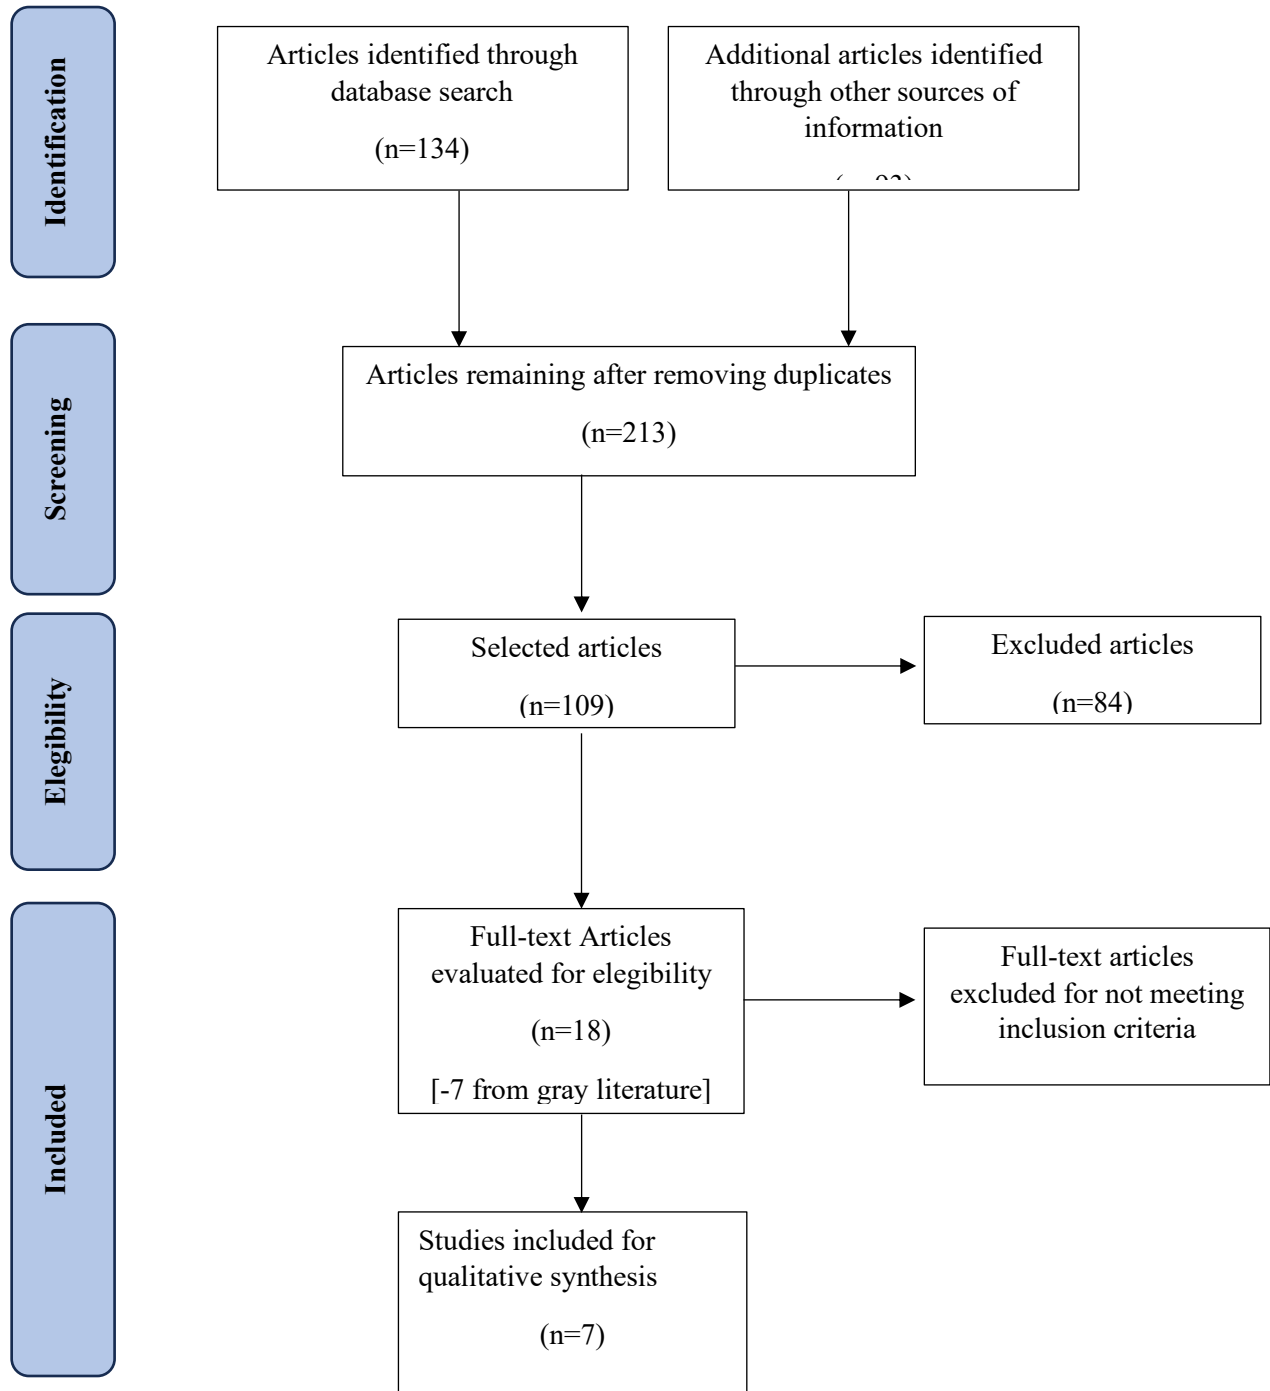 Identification
Articles identified through
database search
(n=134)
Additional articles identified
through other sources of
information
Screening
Articles remaining after removing duplicates
(n=213)
Elegibility
Selected articles
(n=109)
Excluded articles
(n=84)
Included
Full-text Articles
evaluated for elegibility
(n=18)
[-7 from gray literature]
Full-text articles
excluded for not meeting
inclusion criteria
Studies included for
qualitative synthesis
(n=7)